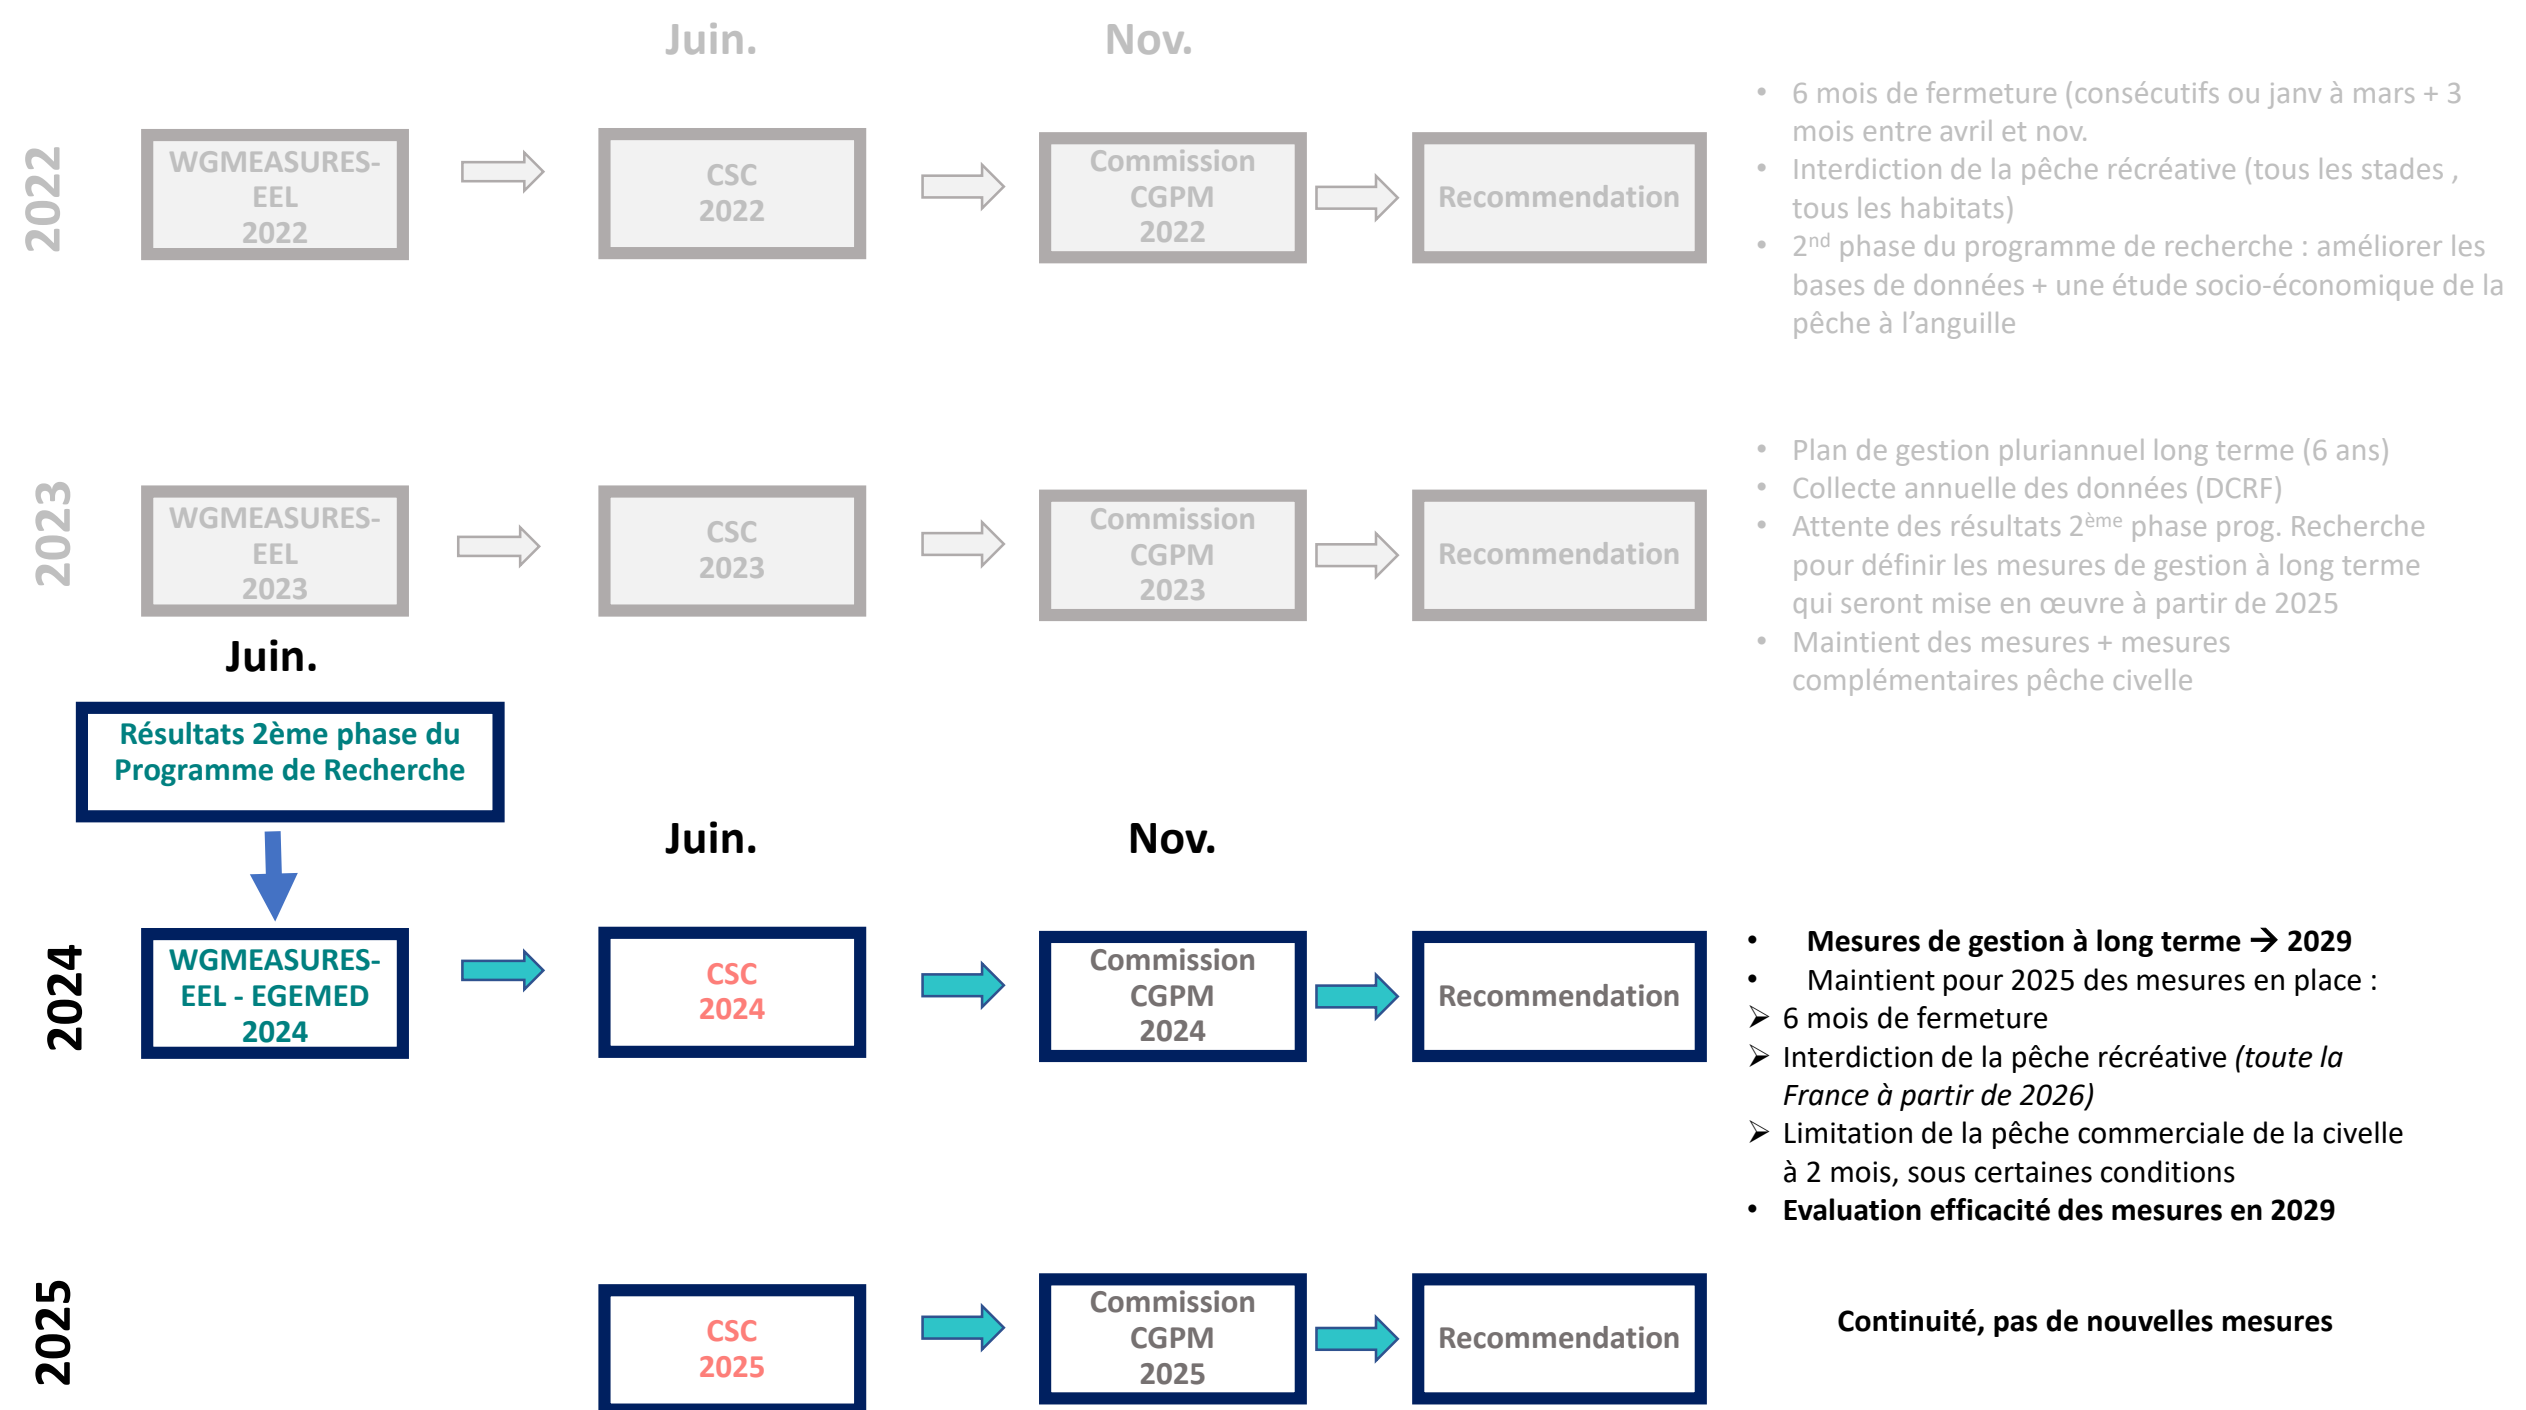 Juin.
Nov.
2022
WGMEASURES-
EEL
2022
CSC
2022
Commission
CGPM
2022
Recommendation
• 6 mois de fermeture (consécutifs ou janv à mars + 3
mois entre avril et nov.
• Interdiction de la pêche récréative (tous les stades ,
tous les habitats)
• 2nd phase du programme de recherche : améliorer les
bases de données + une étude socio-économique de la
pêche à l’anguille
2023
WGMEASURES-
EEL
2023
CSC
2023
Commission
CGPM
2023
Recommendation
• Plan de gestion pluriannuel long terme (6 ans)
• Collecte annuelle des données (DCRF)
• Attente des résultats 2ème phase prog. Recherche
pour définir les mesures de gestion à long terme
qui seront mise en œuvre à partir de 2025
• Maintient des mesures + mesures
complémentaires pêche civelle
Juin.
Résultats 2ème phase du
Programme de Recherche
Juin.
Nov.
2024
WGMEASURES-
EEL - EGEMED
2024
CSC
2024
Commission
CGPM
2024
Recommendation
• Mesures de gestion à long terme → 2029
• Maintient pour 2025 des mesures en place :
➢ 6 mois de fermeture
➢ Interdiction de la pêche récréative (toute la
France à partir de 2026)
➢ Limitation de la pêche commerciale de la civelle
à 2 mois, sous certaines conditions
• Evaluation efficacité des mesures en 2029
2025
CSC
2025
Commission
CGPM
2025
Recommendation
Continuité, pas de nouvelles mesures